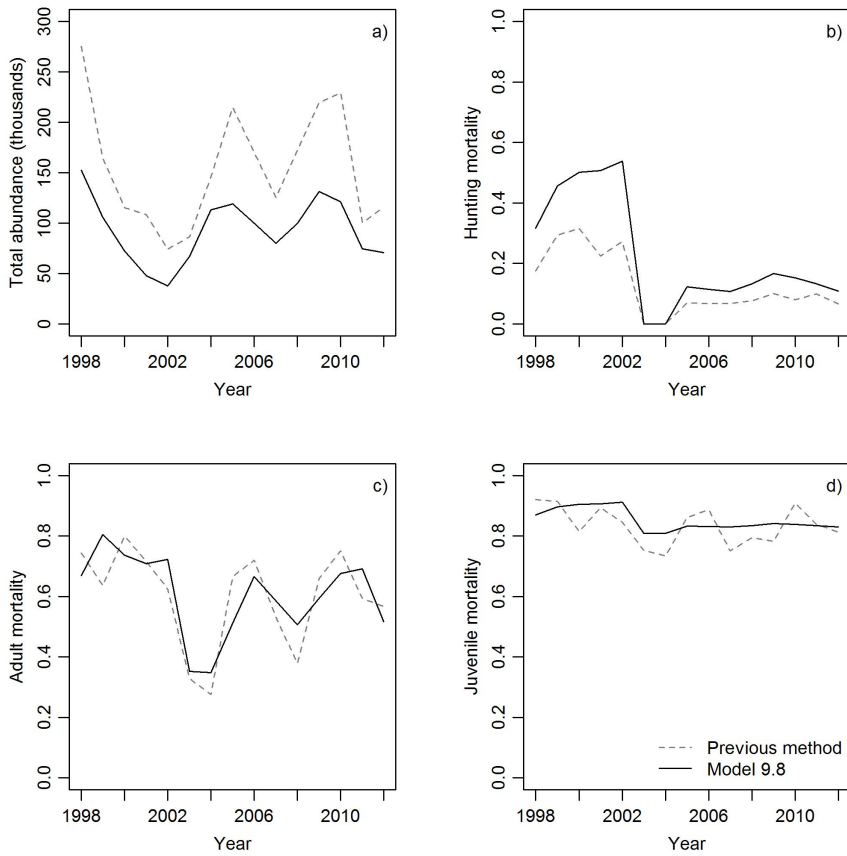 a)
Total abundance (thousands)
300
250
200
150
100
50
0
1998 2002 2006 2010
Year
b)
Hunting mortality
1.0
0.8
0.6
0.4
0.2
0.0
1998 2002 2006 2010
Year
c)
Adult mortality
1.0
0.8
0.6
0.4
0.2
0.0
1998 2002 2006 2010
Year
d)
Juvenile mortality
1.0
0.8
0.6
0.4
0.2
0.0
Previous method
Model 9.8
1998 2002 2006 2010
Year